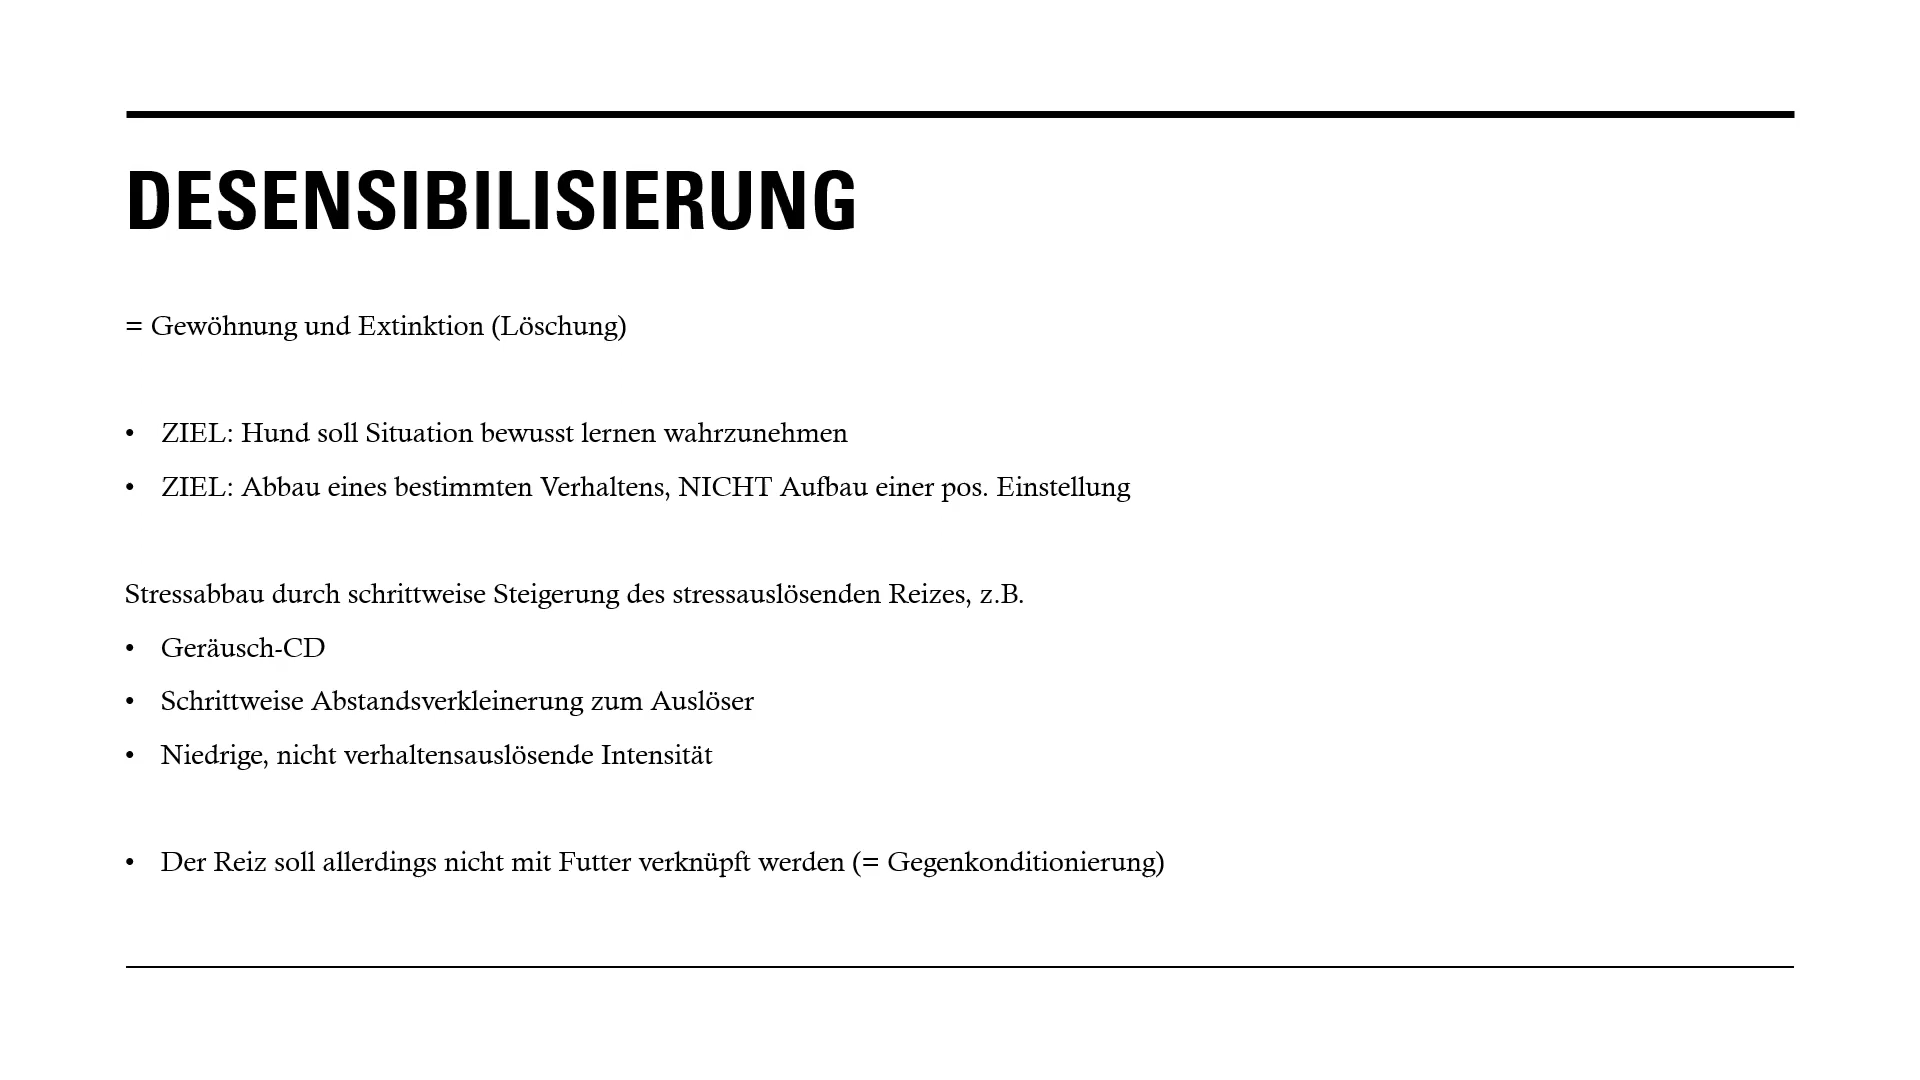 DESENSIBILISIERUNG
= Gewöhnung und Extinktion (Löschung)
• ZIEL: Hund soll Situation bewusst lernen wahrzunehmen
• ZIEL: Abbau eines bestimmten Verhaltens, NICHT Aufbau einer pos. Einstellung
Stressabbau durch schrittweise Steigerung des stressauslösenden Reizes, z.B.
• Geräusch-CD
• Schrittweise Abstandsverkleinerung zum Auslöser
• Niedrige, nicht verhaltensauslösende Intensität
• Der Reiz soll allerdings nicht mit Futter verknüpft werden (= Gegenkonditionierung)